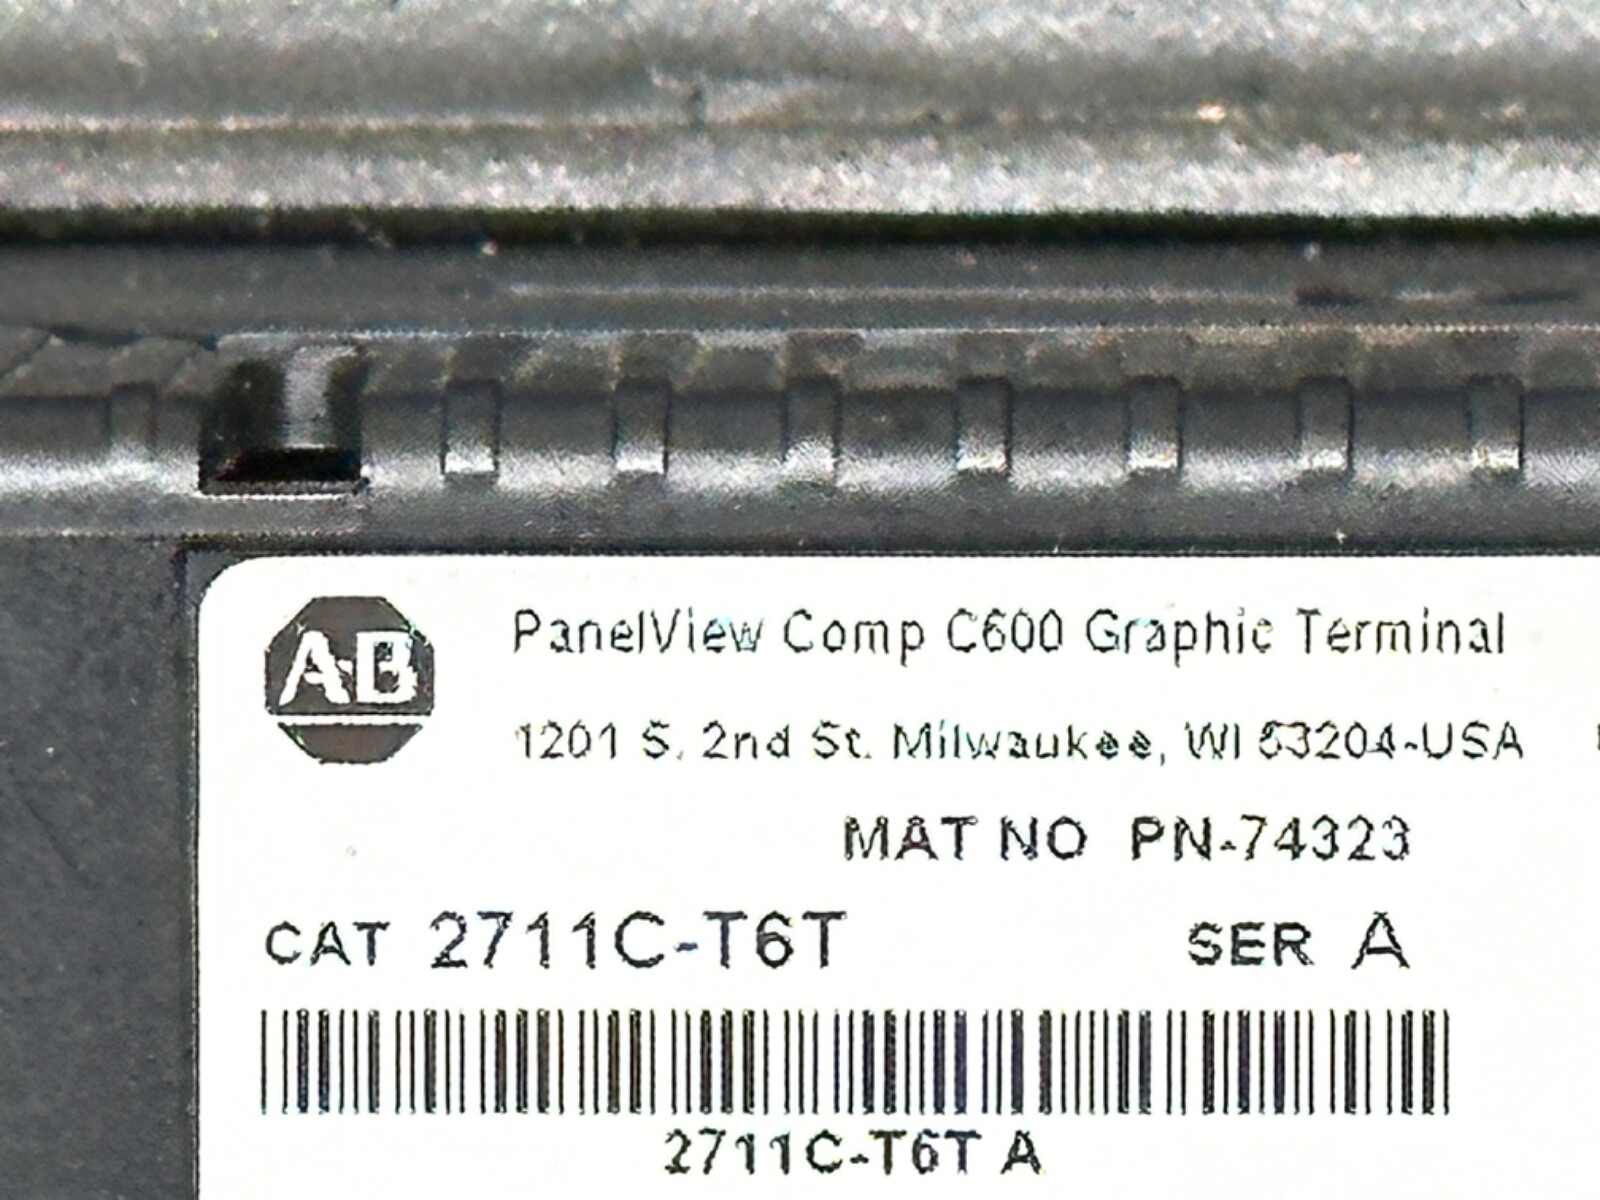 AB
PanelView Comp C600 Graphic Terminal
1201 S. 2nd St. Milwaukee, WI 53204-USA
MAT NO PN-74323
CAT 2711C-T6T SER A
2711C-T6T A